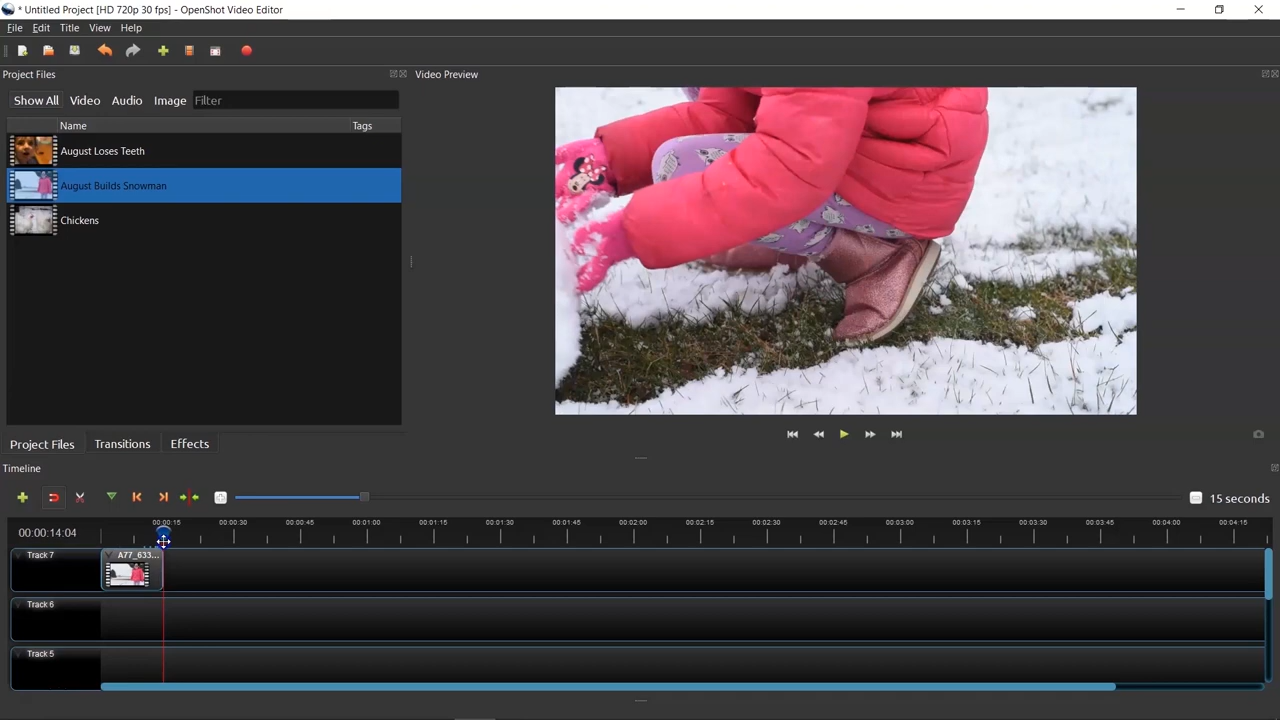 * Untitled Project [HD 720p 30 fps] - OpenShot Video Editor
File Edit Title View Help
Project Files
Video Preview
Show All Video Audio Image Filter
Name Tags
August Loses Teeth
August Builds Snowman
Chickens
Project Files Transitions Effects
Timeline
15 seconds
00:00:14:04
00:00:15 00:00:30 00:00:45 00:01:00 00:01:15 00:01:30 00:01:45 00:02:00 00:02:15 00:02:30 00:02:45 00:03:00 00:03:15 00:03:30 00:03:45 00:04:00 00:04:15
Track 7
A77_633...
Track 6
Track 5